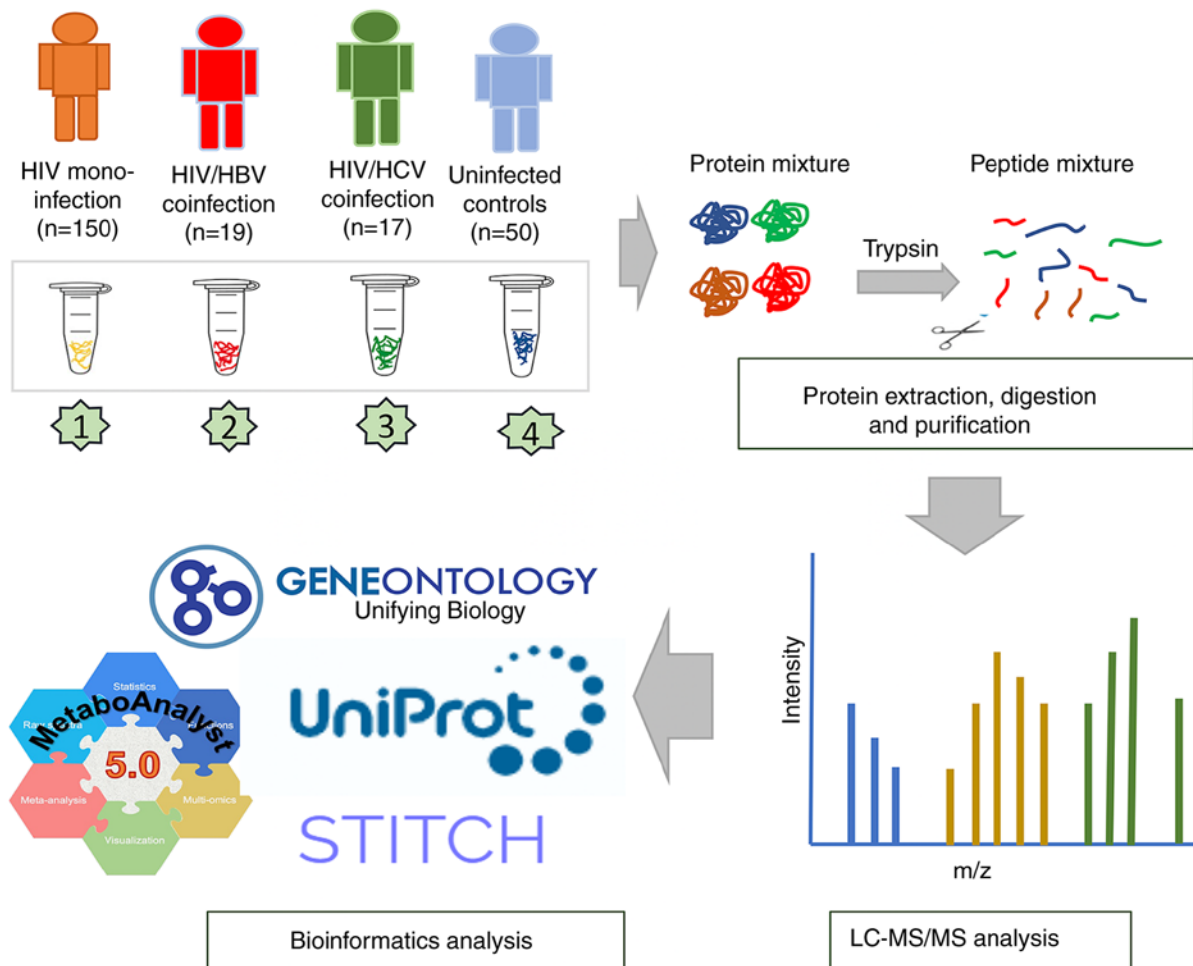 HIV mono-
infection
(n=150)
HIV/HBV
coinfection
(n=19)
HIV/HCV
coinfection
(n=17)
Uninfected
controls
(n=50)
1
2
3
4
Protein mixture
Trypsin
Peptide mixture
Protein extraction, digestion
and purification
Intensity
m/z
LC-MS/MS analysis
GENEONTOLOGY
Unifying Biology
UniProt
STITCH
MetaboAnalyst
5.0
Statistics
Multi-omics
Visualization
Meta-analysis
Bioinformatics analysis